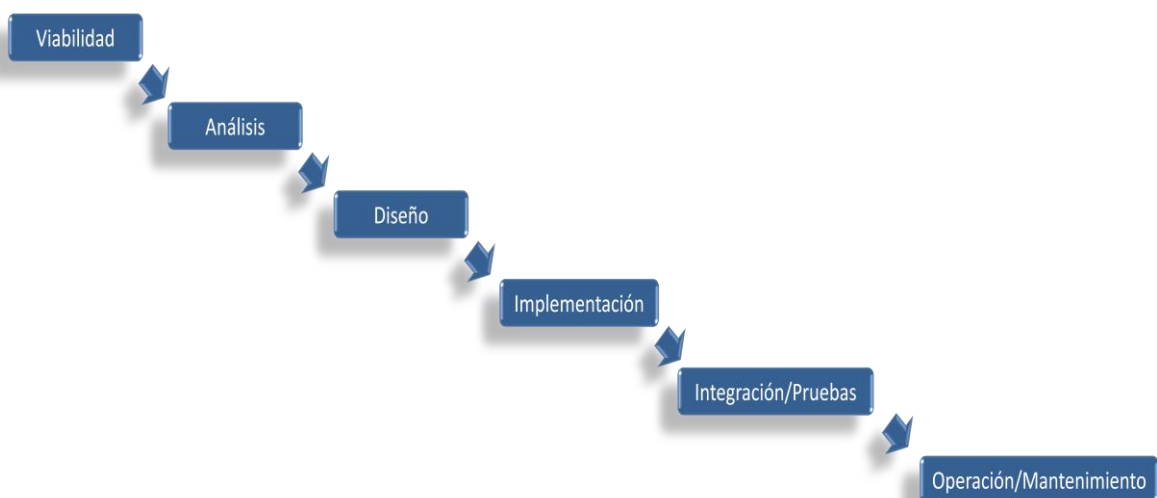 Viabilidad
Análisis
Diseño
Implementación
Integración/Pruebas
Operación/Mantenimiento